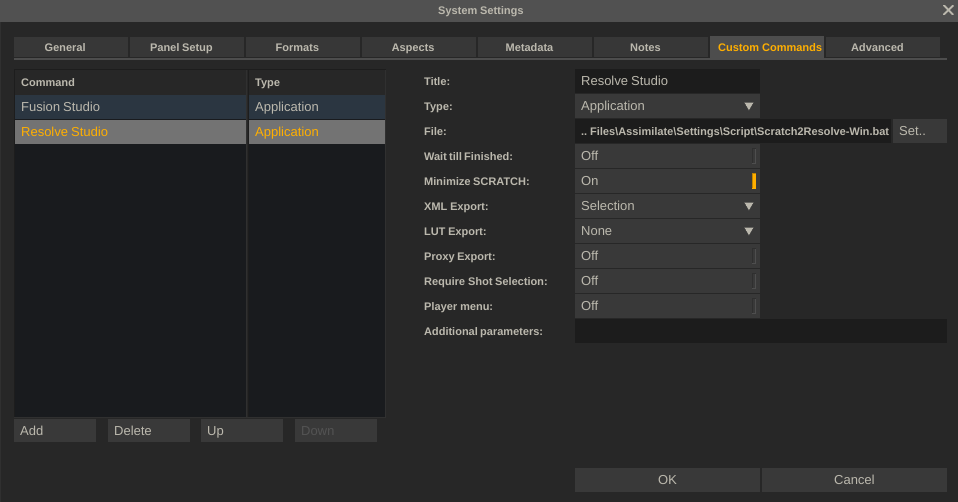 System Settings
General Panel Setup Formats Aspects Metadata Notes Custom Commands Advanced
Command Type
Fusion Studio Application
Resolve Studio Application
Add Delete Up Down
Title: Resolve Studio
Type: Application
File: .. Files\Assimilate\Settings\Script\Scratch2Resolve-Win.bat Set..
Wait till Finished: Off
Minimize SCRATCH: On
XML Export: Selection
LUT Export: None
Proxy Export: Off
Require Shot Selection: Off
Player menu: Off
Additional parameters:
OK Cancel